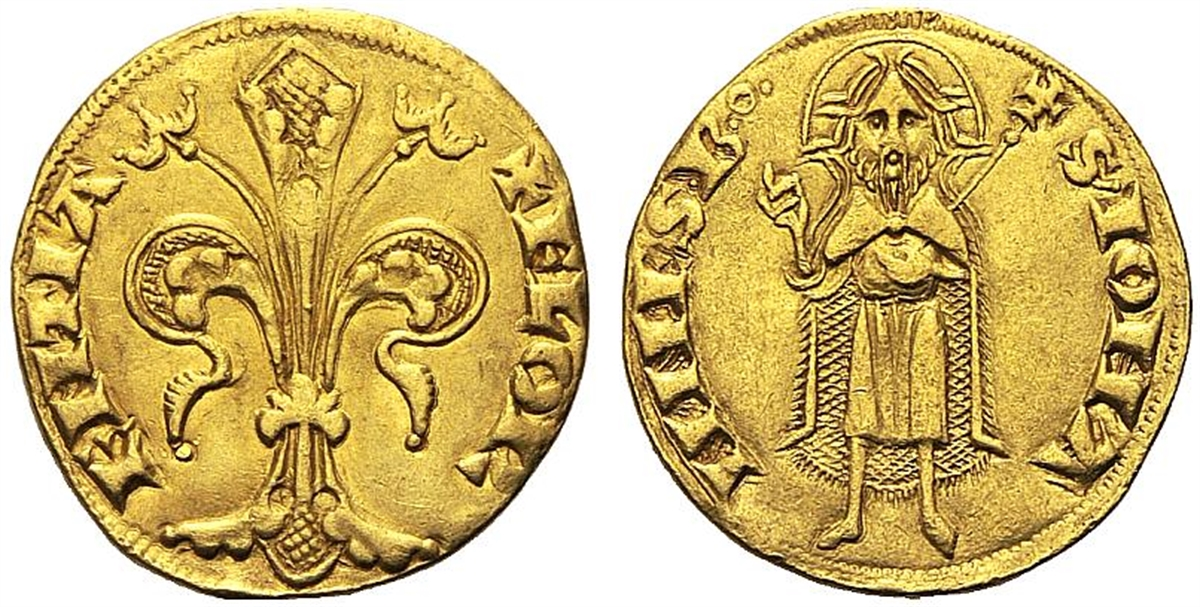 +FLOR ENTIA
+S IOHA NNES B.